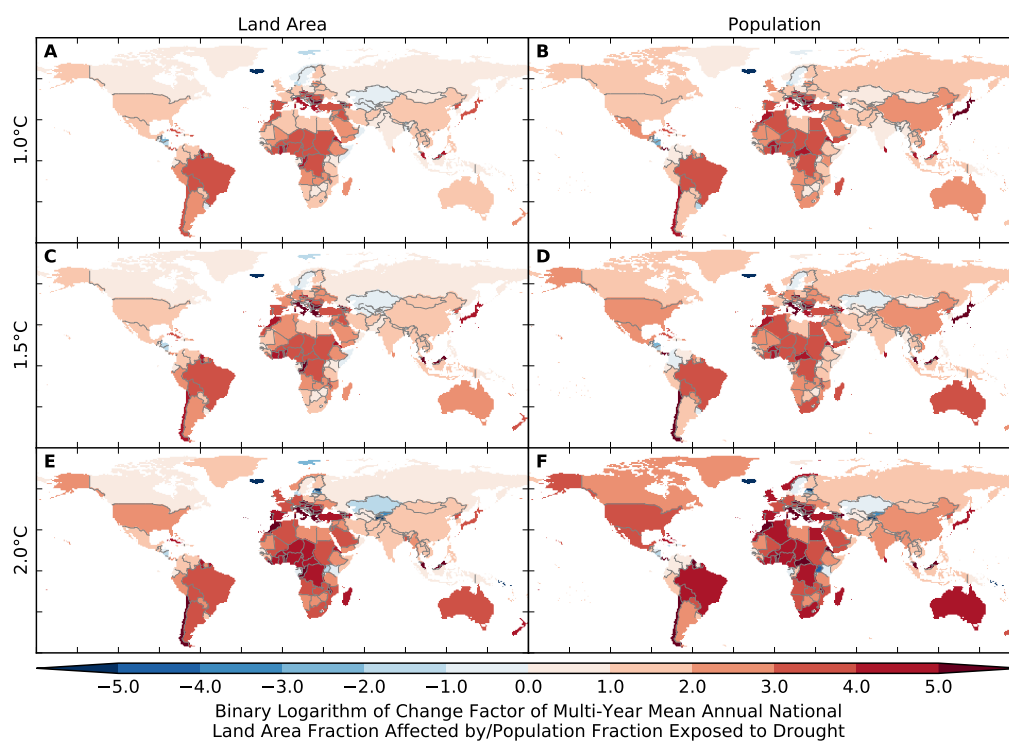 Land Area
Population
A
B
1.0°C
C
D
1.5°C
E
F
2.0°C
−5.0 −4.0 −3.0 −2.0 −1.0 0.0 1.0 2.0 3.0 4.0 5.0
Binary Logarithm of Change Factor of Multi-Year Mean Annual National
Land Area Fraction Affected by/Population Fraction Exposed to Drought